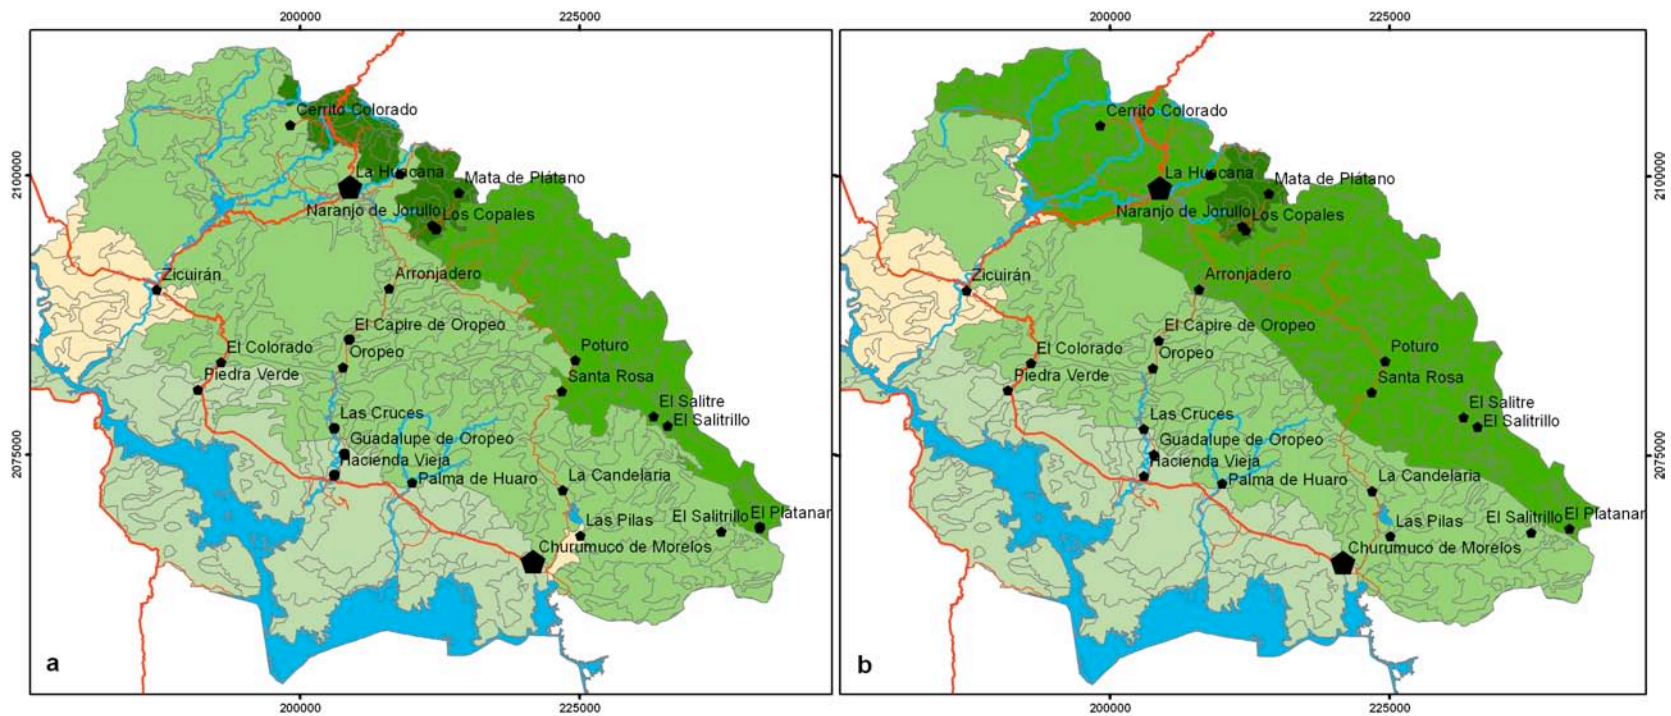 200000
225000
200000
225000
2100000
2100000
2075000
2075000
Cerrito Colorado
La Huacana
Mata de Plátano
Naranjo de Jorullo
Los Copales
Zicuirán
Arronjadero
El Capire de Oropeo
Oropeo
El Colorado
Piedra Verde
Poturo
Santa Rosa
El Salitre
El Salitrillo
Las Cruces
Guadalupe de Oropeo
Hacienda Vieja
Palma de Huaro
La Candelaria
Las Pilas
El Salitrillo
El Platanar
Churumuco de Morelos
a
Cerrito Colorado
La Huacana
Mata de Plátano
Naranjo de Jorullo
Los Copales
Zicuirán
Arronjadero
El Capire de Oropeo
Oropeo
El Colorado
Piedra Verde
Poturo
Santa Rosa
El Salitre
El Salitrillo
Las Cruces
Guadalupe de Oropeo
Hacienda Vieja
Palma de Huaro
La Candelaria
Las Pilas
El Salitrillo
El Platanar
Churumuco de Morelos
b
200000
225000
200000
225000